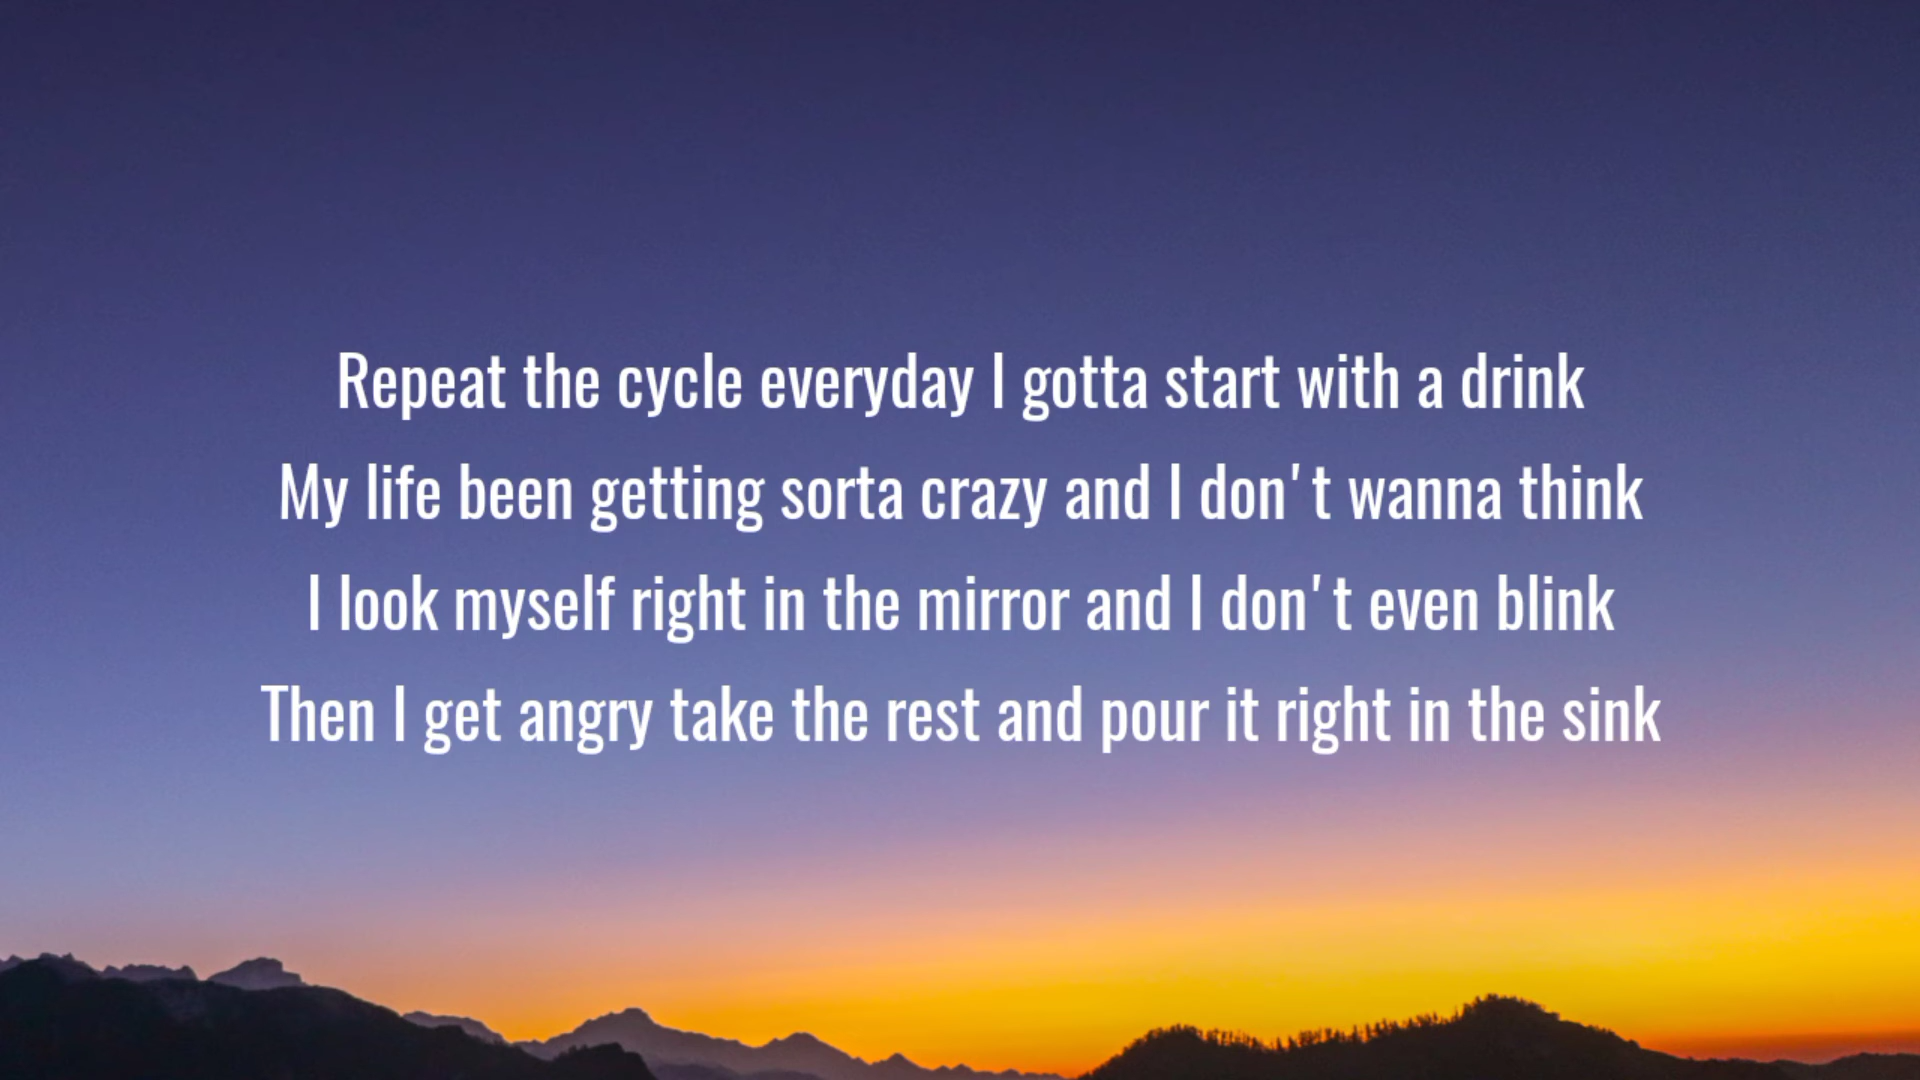 Repeat the cycle everyday I gotta start with a drink
My life been getting sorta crazy and I don't wanna think
I look myself right in the mirror and I don't even blink
Then I get angry take the rest and pour it right in the sink